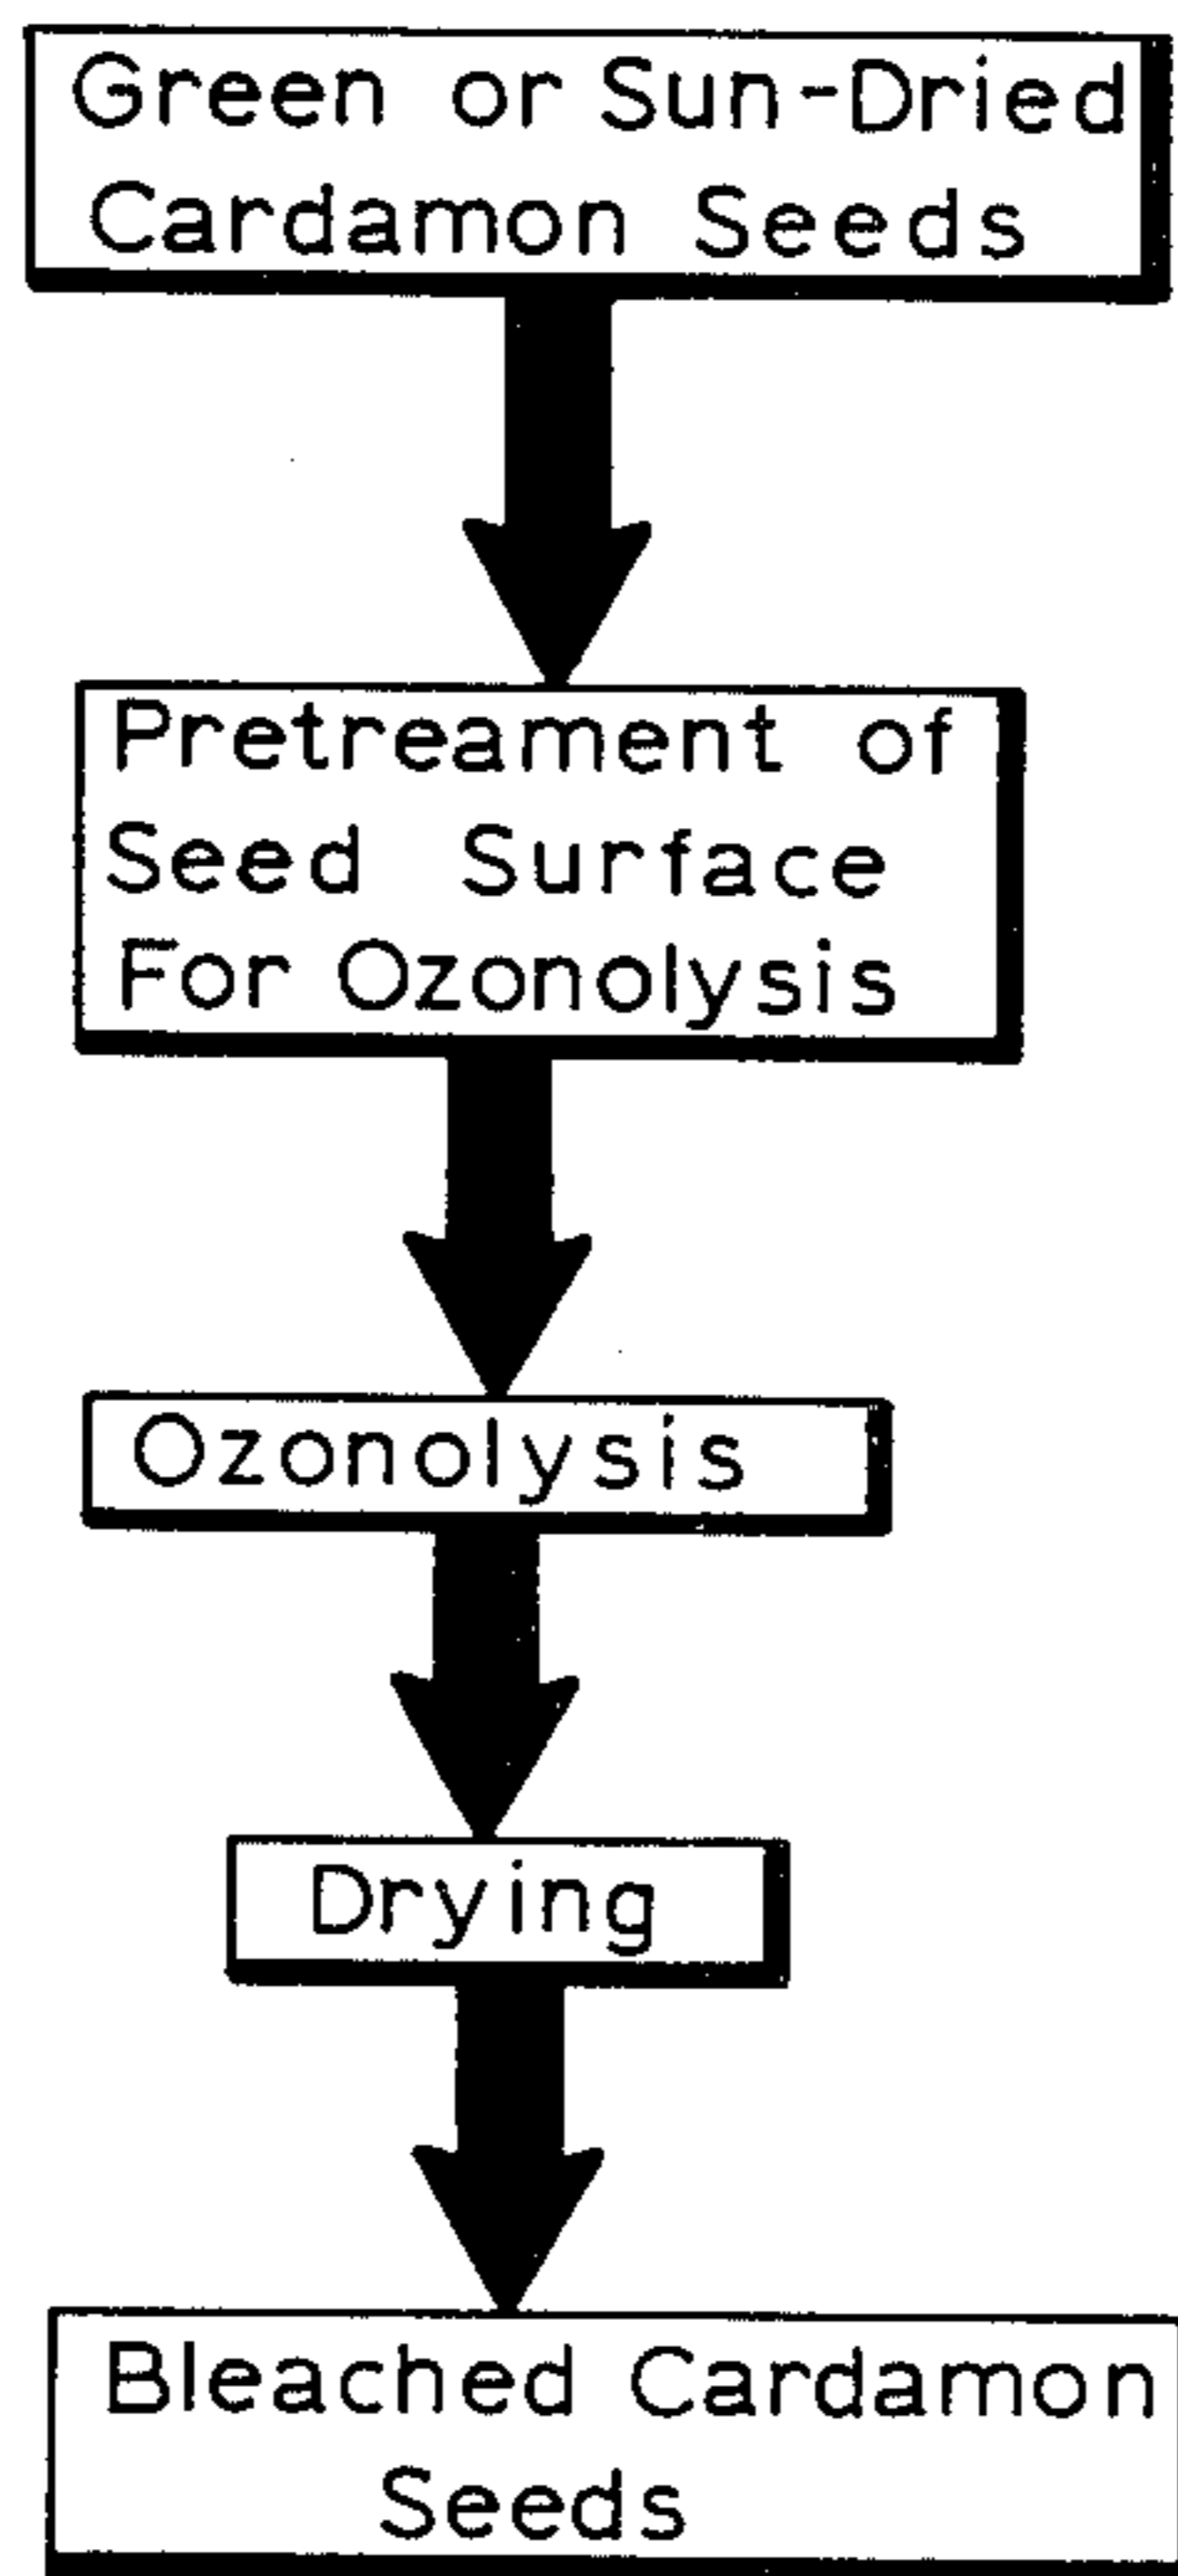 Green or Sun-Dried
Cardamon Seeds
Pretreament of
Seed Surface
For Ozonolysis
Ozonolysis
Drying
Bleached Cardamon
Seeds